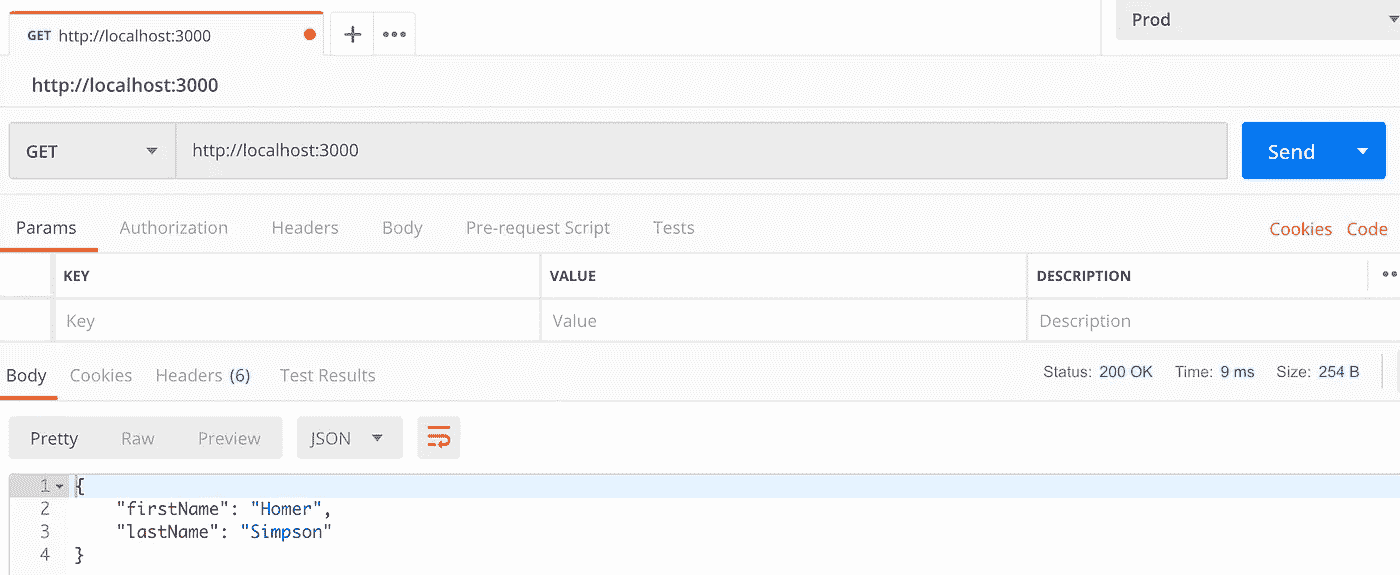 GET http://localhost:3000
Prod
http://localhost:3000
GET http://localhost:3000 Send
Params Authorization Headers Body Pre-request Script Tests Cookies Code
KEY VALUE DESCRIPTION
Key Value Description
Body Cookies Headers (6) Test Results Status: 200 OK Time: 9 ms Size: 254 B
Pretty Raw Preview JSON
1 {
2 "firstName": "Homer",
3 "lastName": "Simpson"
4 }